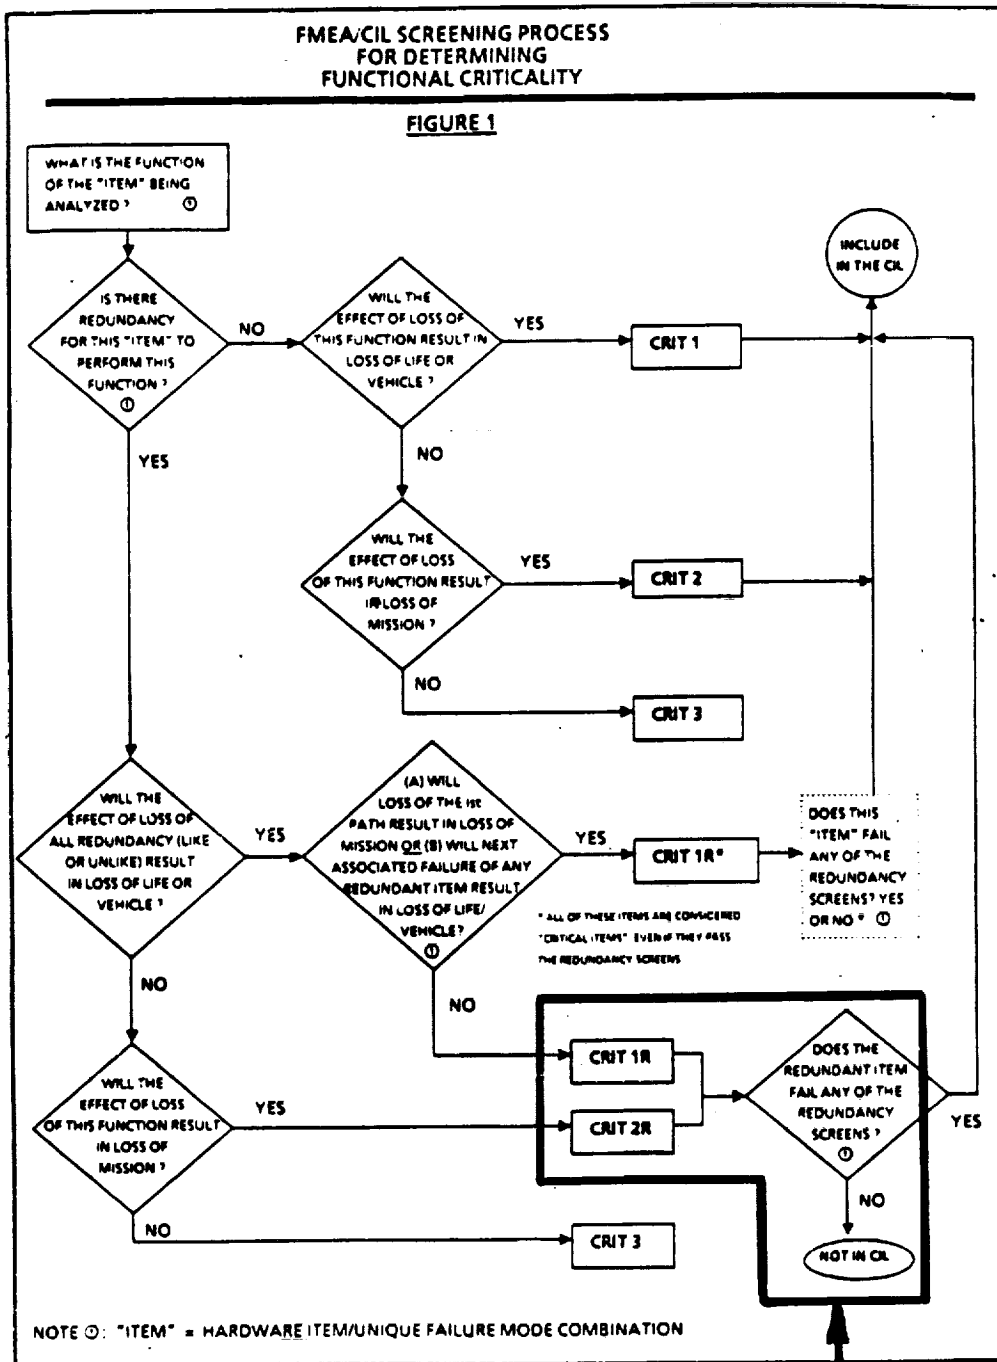 FMEA/CIL SCREENING PROCESS
FOR DETERMINING
FUNCTIONAL CRITICALITY
FIGURE 1
WHAT IS THE FUNCTION
OF THE "ITEM" BEING
ANALYZED ? ①
INCLUDE
IN THE CIL
IS THERE
REDUNDANCY
FOR THIS "ITEM" TO
PERFORM THIS
FUNCTION ?
①
NO
WILL THE
EFFECT OF LOSS OF
THIS FUNCTION RESULT IN
LOSS OF LIFE OR
VEHICLE ?
YES
CRIT 1
YES
NO
WILL THE
EFFECT OF LOSS
OF THIS FUNCTION RESULT
IN LOSS OF
MISSION ?
YES
CRIT 2
NO
CRIT 3
WILL THE
EFFECT OF LOSS OF
ALL REDUNDANCY (LIKE
OR UNLIKE) RESULT
IN LOSS OF LIFE OR
VEHICLE ?
YES
(A) WILL
LOSS OF THE 1st
PATH RESULT IN LOSS OF
MISSION OR (B) WILL NEXT
ASSOCIATED FAILURE OF ANY
REDUNDANT ITEM RESULT
IN LOSS OF LIFE/
VEHICLE?
①
YES
CRIT 1R*
DOES THIS
"ITEM" FAIL
ANY OF THE
REDUNDANCY
SCREENS? YES
OR NO * ①
* ALL OF THESE ITEMS ARE CONSIDERED
"CRITICAL ITEMS" EVEN IF THEY PASS
THE REDUNDANCY SCREENS
NO
NO
CRIT 1R
CRIT 2R
DOES THE
REDUNDANT ITEM
FAIL ANY OF THE
REDUNDANCY
SCREENS ?
①
YES
NO
NOT IN CIL
WILL THE
EFFECT OF LOSS
OF THIS FUNCTION RESULT
IN LOSS OF
MISSION ?
YES
NO
CRIT 3
NOTE ①: "ITEM" = HARDWARE ITEM/UNIQUE FAILURE MODE COMBINATION